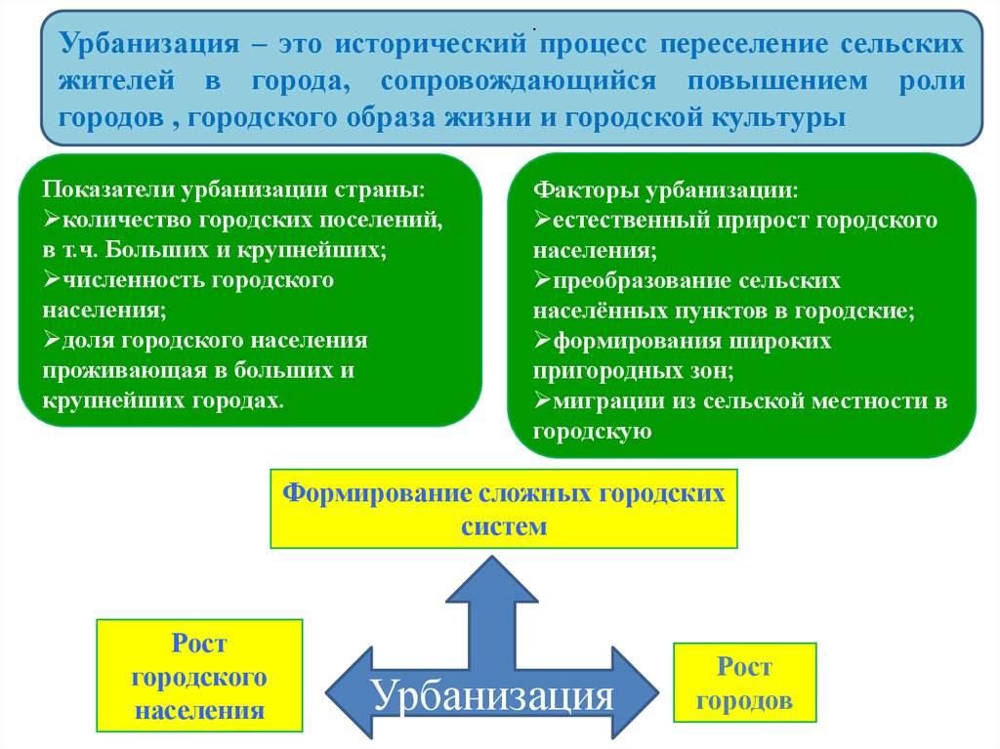 Урбанизация – это исторический процесс переселение сельских
жителей в города, сопровождающийся повышением роли
городов , городского образа жизни и городской культуры
Показатели урбанизации страны:
➢количество городских поселений,
в т.ч. Больших и крупнейших;
➢численность городского
населения;
➢доля городского населения
проживающая в больших и
крупнейших городах.
Факторы урбанизации:
➢естественный прирост городского
населения;
➢преобразование сельских
населённых пунктов в городские;
➢формирования широких
пригородных зон;
➢миграции из сельской местности в
городскую
Формирование сложных городских
систем
Рост
городского
населения
Урбанизация
Рост
городов